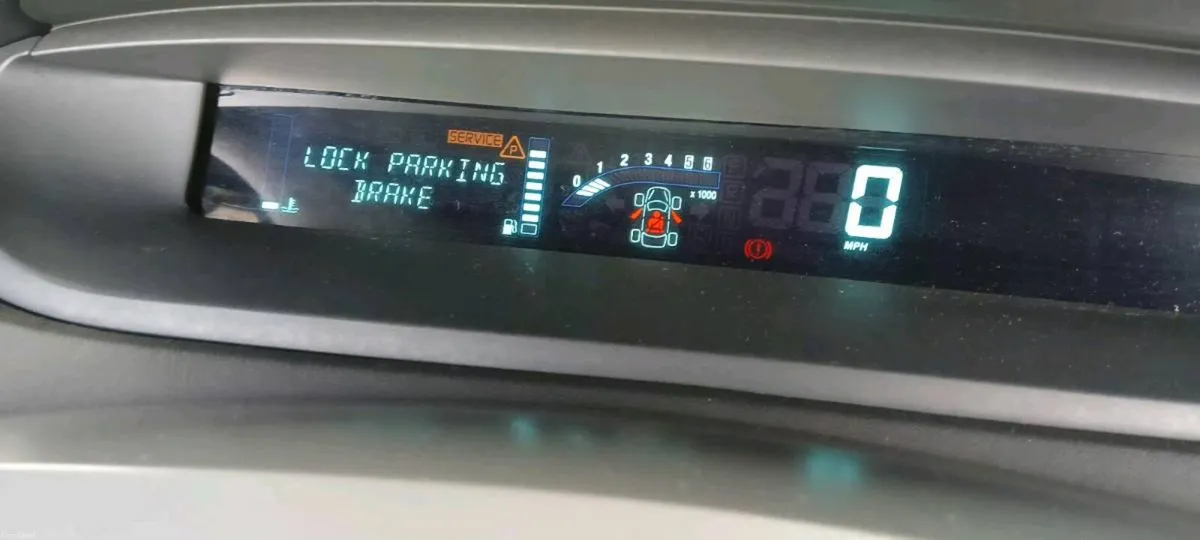 SERVICE
P
LOCK PARKING
BRAKE
0 1 2 3 4 5 6
x 1000
0
MPH